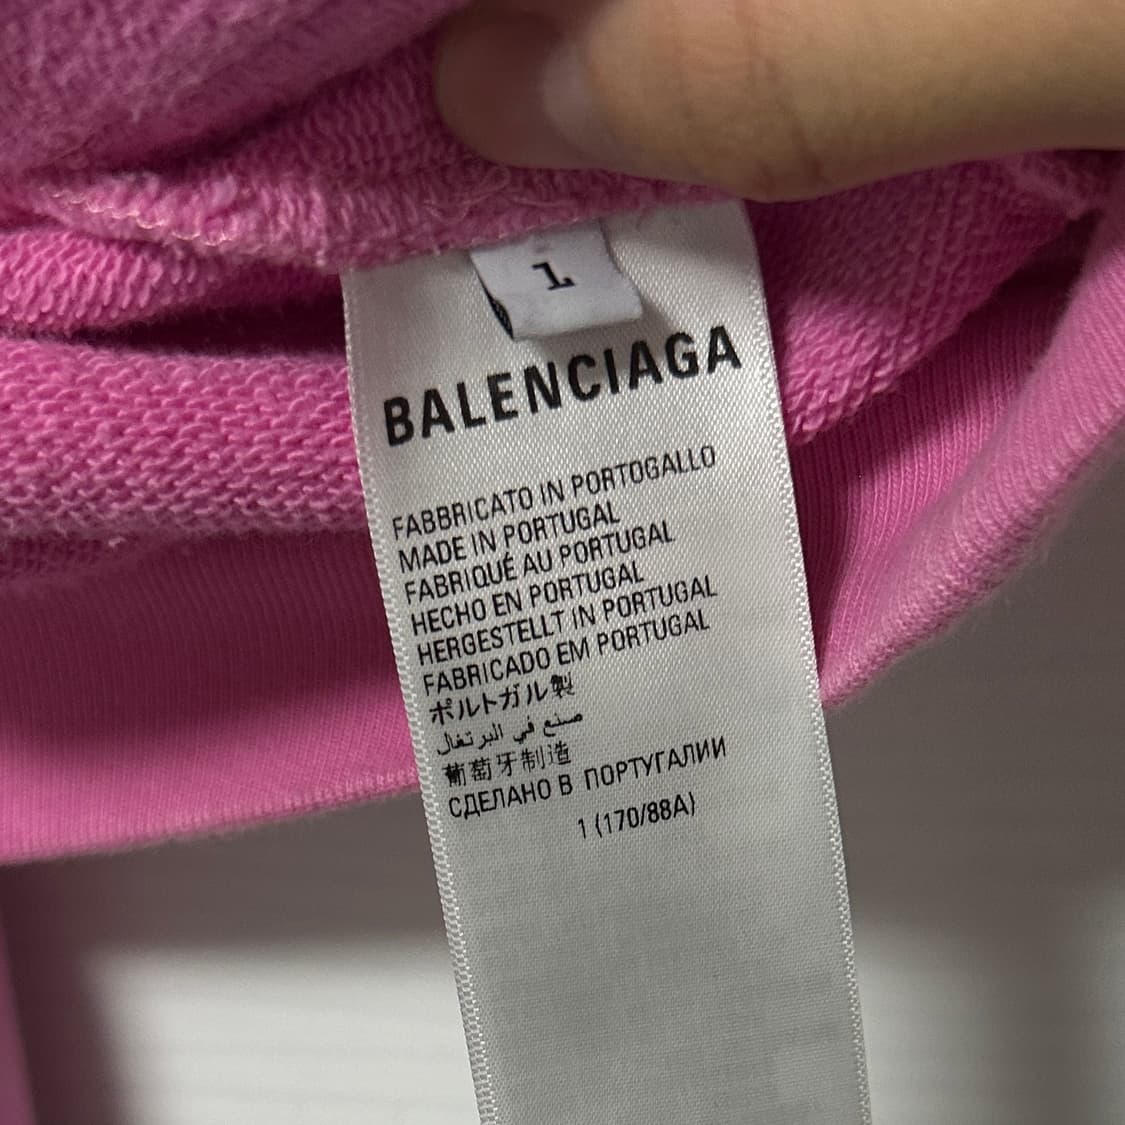 1
BALENCIAGA
FABBRICATO IN PORTOGALLO
MADE IN PORTUGAL
FABRIQUÉ AU PORTUGAL
HECHO EN PORTUGAL
HERGESTELLT IN PORTUGAL
FABRICADO EM PORTUGAL
ポルトガル製
صنع في البرتغال
葡萄牙制造
СДЕЛАНО В ПОРТУГАЛИИ
1 (170/88A)